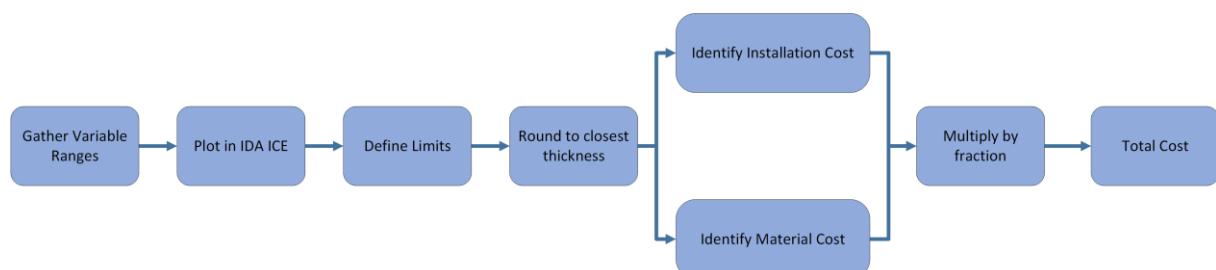 Gather Variable
Ranges
Plot in IDA ICE
Define Limits
Round to closest
thickness
Identify Installation Cost
Identify Material Cost
Multiply by
fraction
Total Cost